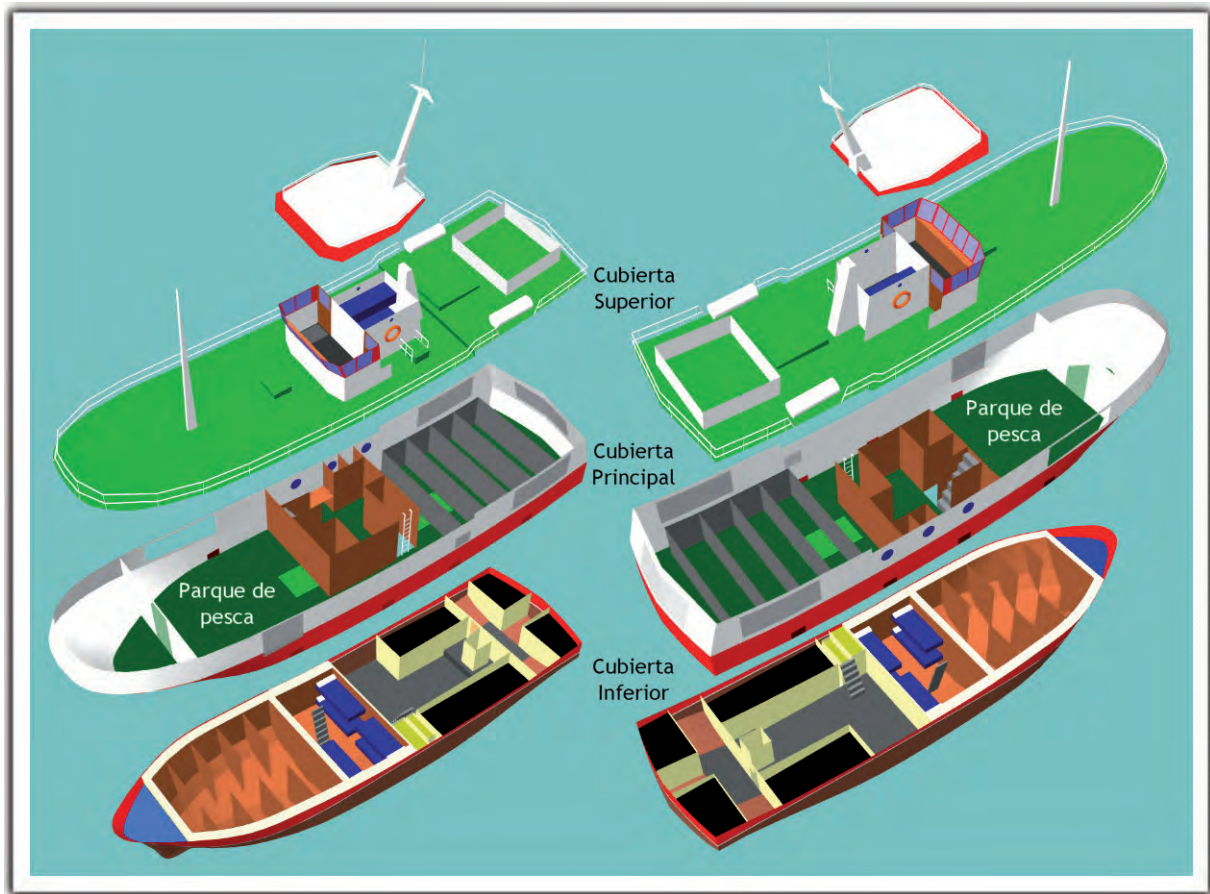 Cubierta
Superior
Cubierta
Principal
Parque de
pesca
Parque de
pesca
Cubierta
Inferior